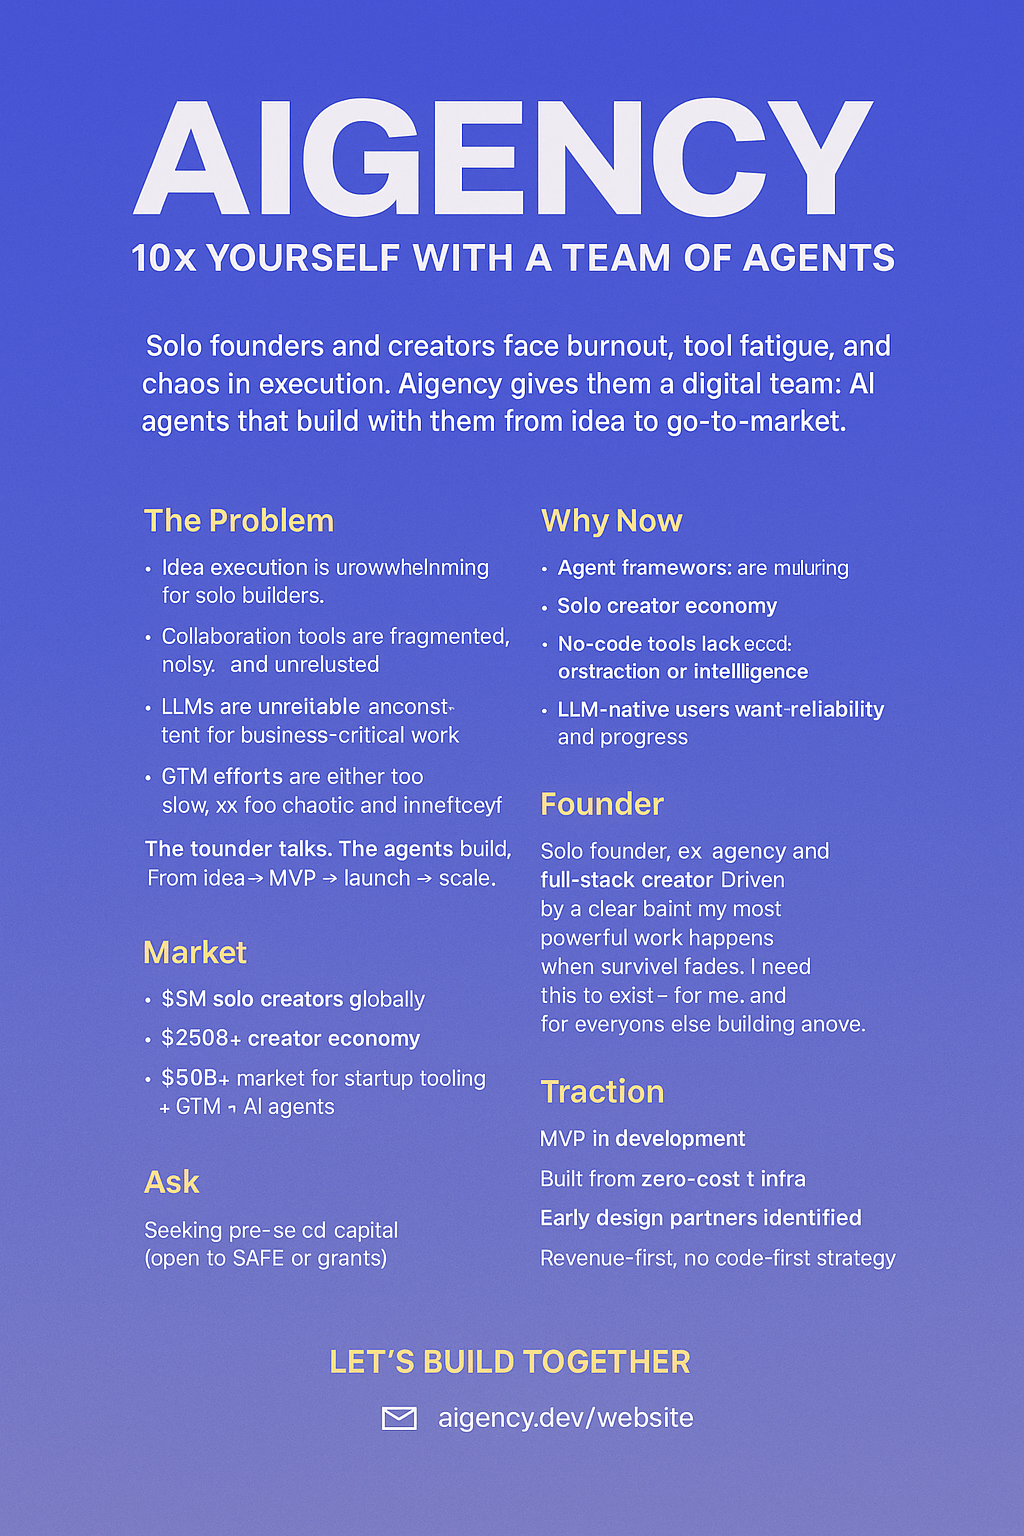 AIGENCY
10x YOURSELF WITH A TEAM OF AGENTS
Solo founders and creators face burnout, tool fatigue, and
chaos in execution. Aigency gives them a digital team: AI
agents that build with them from idea to go-to-market.
The Problem
• Idea execution is urowwhelnming
for solo builders.
• Collaboration tools are fragmented,
nolsy. and unrelusted
• LLMs are unreitable anconst-
tent for business-critical work
• GTM efforts are either too
slow, xx foo chaotic and inneftceyf
The tounder talks. The agents build,
From idea → MVP → launch → scale.
Market
• $SM solo creators globally
• $2508+ creator economy
• $50B+ market for startup tooling
+ GTM AI agents
Ask
Seeking pre-se cd capital
(open to SAFE or grants)
Why Now
• Agent framewors: are muluring
• Solo creator economy
• No-code tools lack eccd:
orstraction or intellligence
• LLM-native users want-reliability
and progress
Founder
Solo founder, ex agency and
full-stack creator Driven
by a clear baint my most
powerful work happens
when survivel fades. I need
this to exist – for me. and
for everyons else building anove.
Traction
MVP in development
Built from zero-cost t infra
Early design partners identified
Revenue-first, no code-first strategy
LET'S BUILD TOGETHER
aigency.dev/website